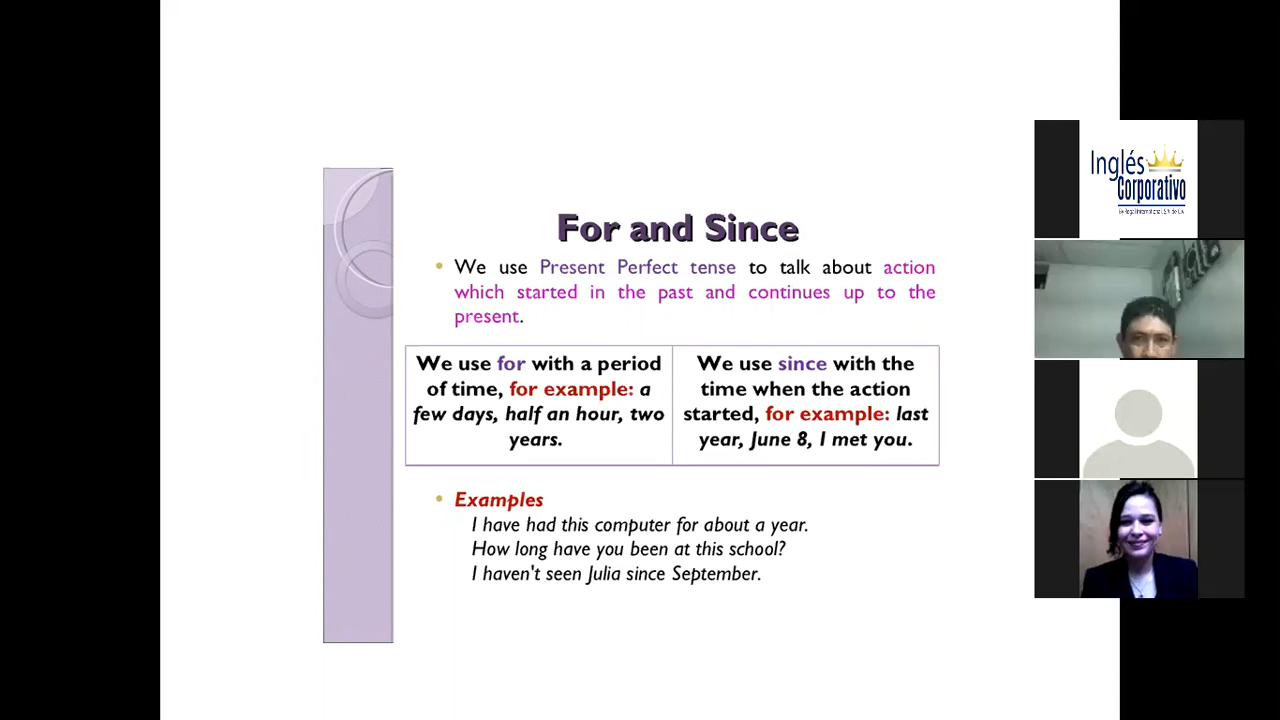 For and Since
• We use Present Perfect tense to talk about action
which started in the past and continues up to the
present.
We use for with a period
of time, for example: a
few days, half an hour, two
years.
We use since with the
time when the action
started, for example: last
year, June 8, I met you.
• Examples
I have had this computer for about a year.
How long have you been at this school?
I haven't seen Julia since September.
Inglés
Corporativo